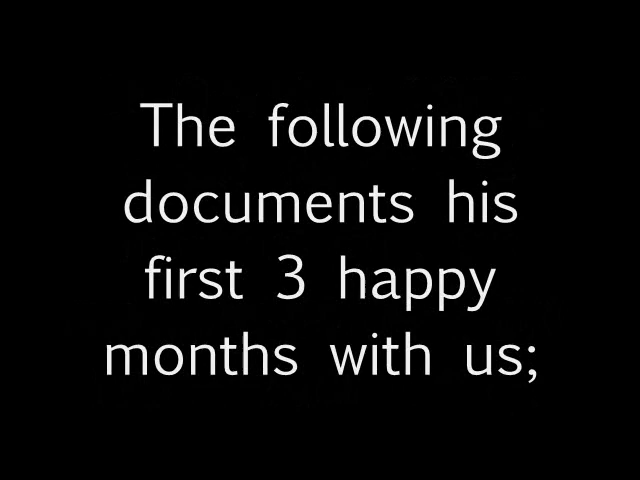 The following
documents his
first 3 happy
months with us;